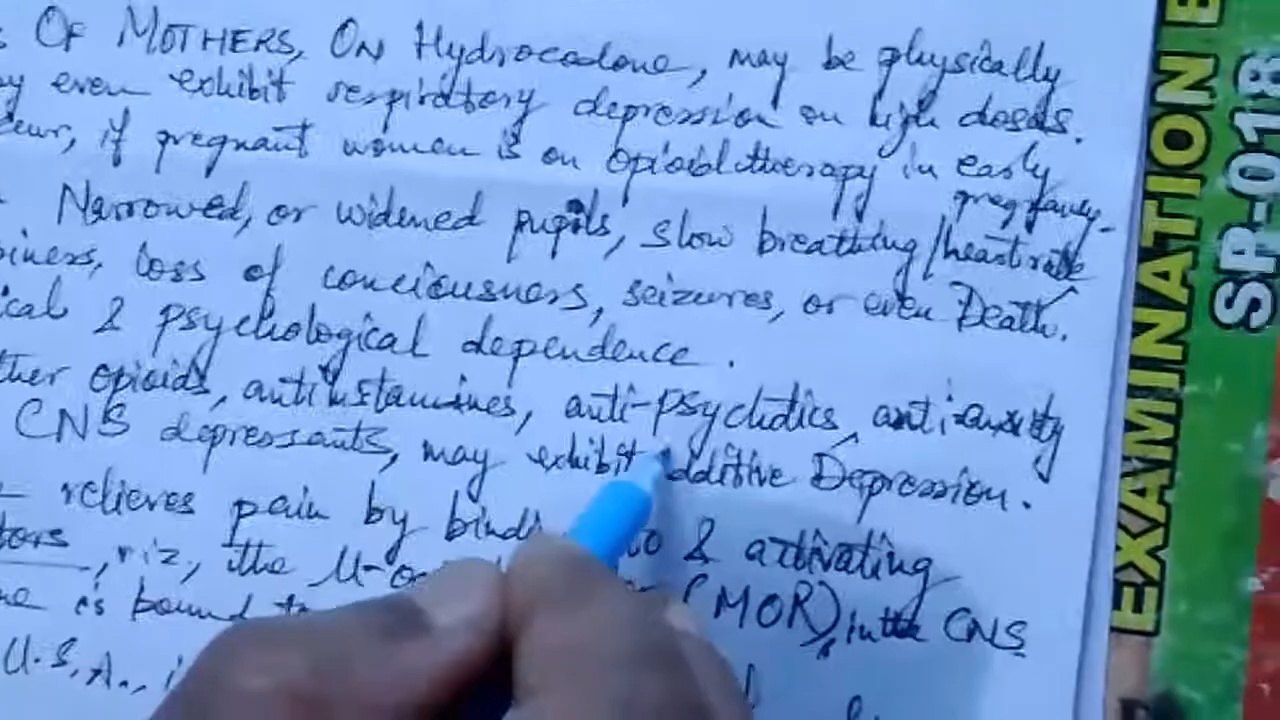 OF MOTHERS, ON Hydrocodone, may be physically
even exhibit respiratory depression on high doses.
if pregnant women is on opioid therapy in early
pregnancy.
Narrowed, or widened pupils, slow breathing/heart rate
loss of conciousness, seizures, or even Death.
& psychological dependence.
opioids, antihistamines, anti-psychotics, anti-anxiety
CNS depressants, may exhibit additive Depression.
relieves pain by & activating
, viz, the µ- (MOR), in the CNS
is bound
U.S.A.,
EXAMINATION
SP-018